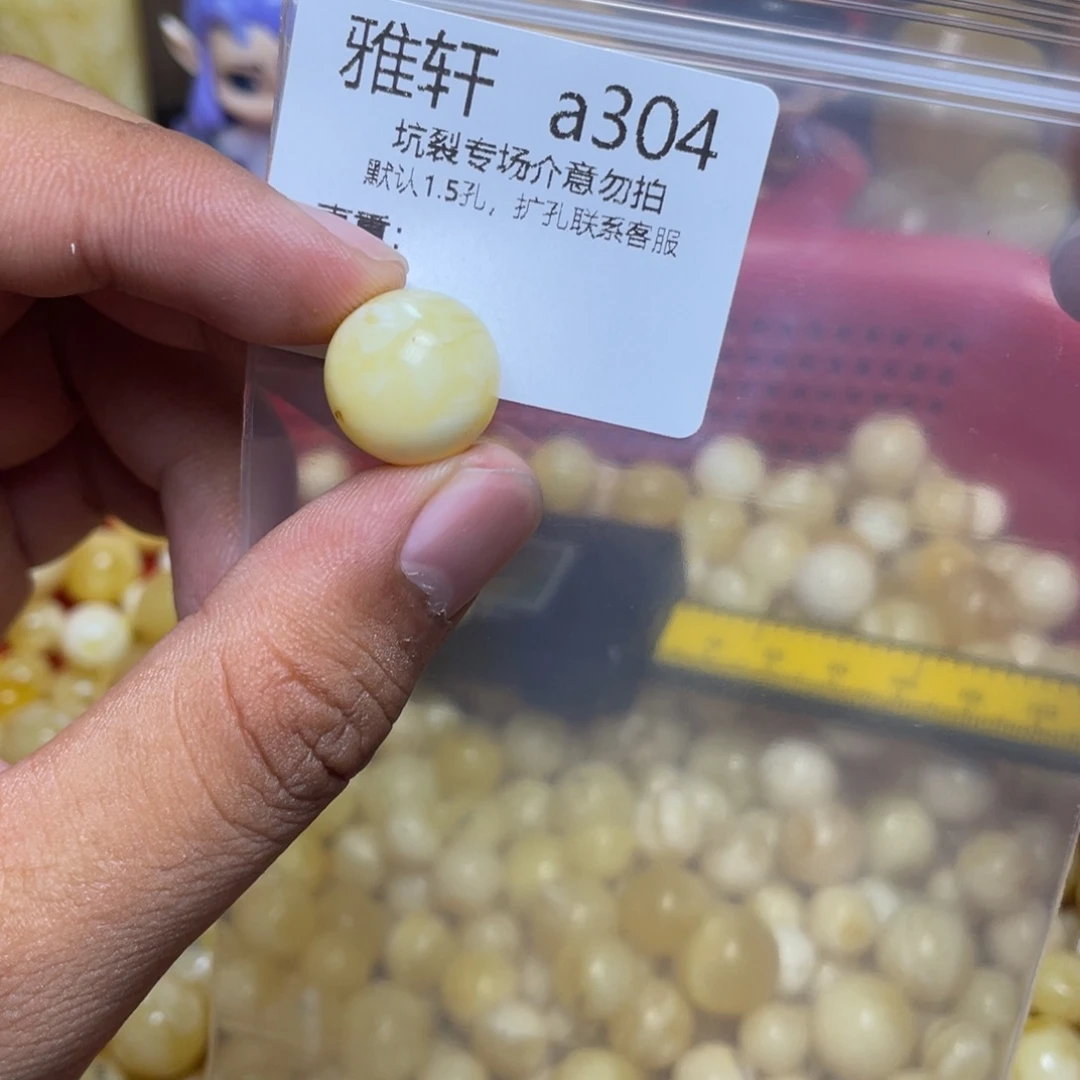 雅轩 a304
坑裂专场介意勿拍
默认1.5孔，扩孔联系客服
克重：